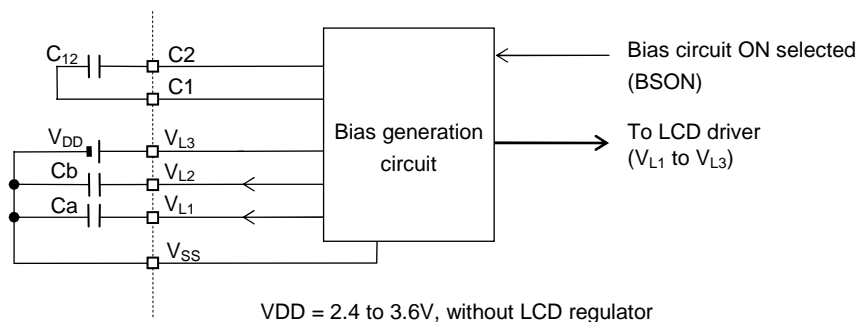 C12 C2
C1
VDD VL3
Cb VL2
Ca VL1
VSS
Bias generation
circuit
Bias circuit ON selected
(BSON)
To LCD driver
(VL1 to VL3)
VDD = 2.4 to 3.6V, without LCD regulator